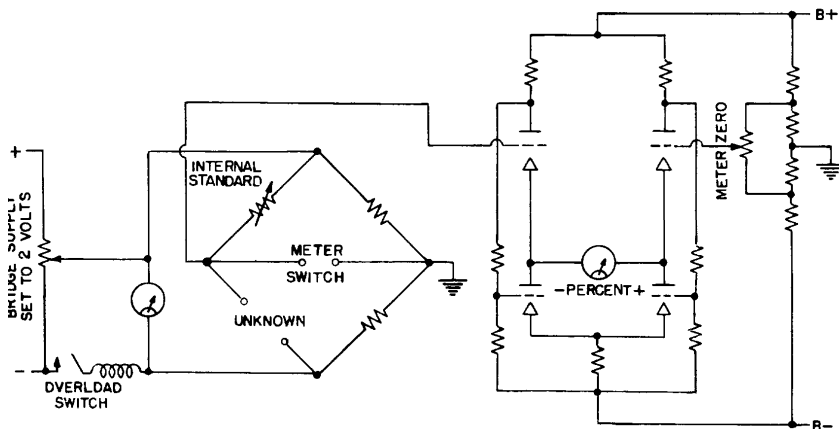 B+
METER ZERO
+
INTERNAL
STANDARD
BRIDGE SUPPLY
SET TO 2 VOLTS
METER
SWITCH
-PERCENT+
UNKNOWN
-
OVERLOAD
SWITCH
B-